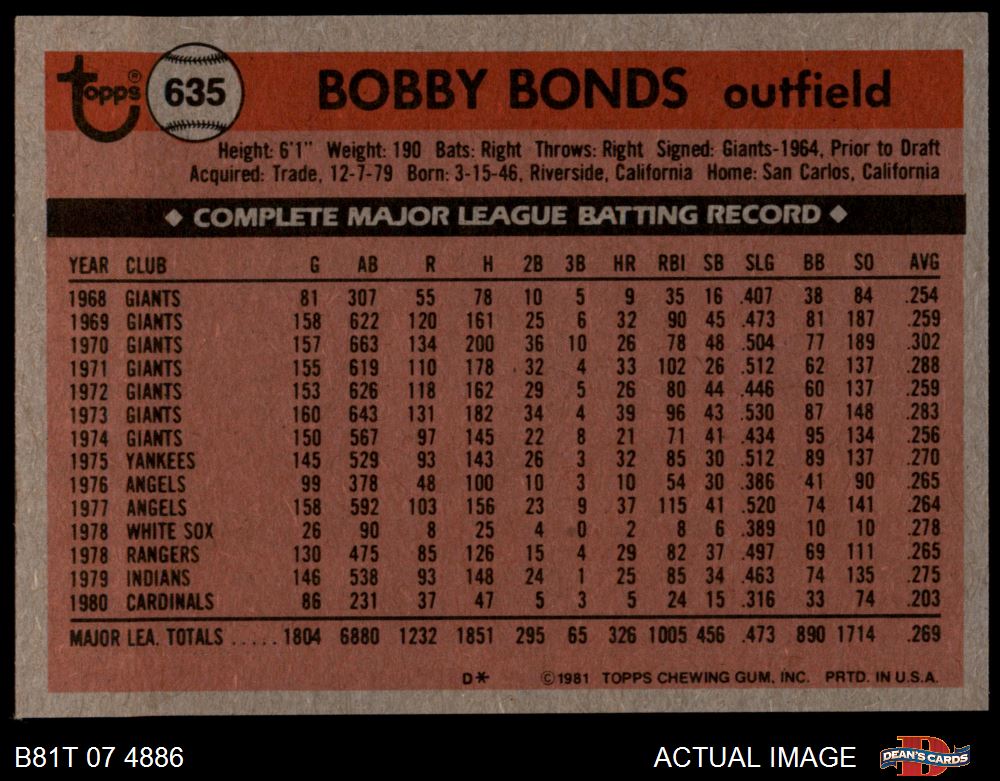 Topps® 635 BOBBY BONDS outfield
Height: 6'1" Weight: 190 Bats: Right Throws: Right Signed: Giants-1964, Prior to Draft
Acquired: Trade, 12-7-79 Born: 3-15-46, Riverside, California Home: San Carlos, California
◆ COMPLETE MAJOR LEAGUE BATTING RECORD ◆
YEAR CLUB G AB R H 2B 3B HR RBI SB SLG BB SO AVG
1968 GIANTS 81 307 55 78 10 5 9 35 16 .407 38 84 .254
1969 GIANTS 158 622 120 161 25 6 32 90 45 .473 81 187 .259
1970 GIANTS 157 663 134 200 36 10 26 78 48 .504 77 189 .302
1971 GIANTS 155 619 110 178 32 4 33 102 26 .512 62 137 .288
1972 GIANTS 153 626 118 162 29 5 26 80 44 .446 60 137 .259
1973 GIANTS 160 643 131 182 34 4 39 96 43 .530 87 148 .283
1974 GIANTS 150 567 97 145 22 8 21 71 41 .434 95 134 .256
1975 YANKEES 145 529 93 143 26 3 32 85 30 .512 89 137 .270
1976 ANGELS 99 378 48 100 10 3 10 54 30 .386 41 90 .265
1977 ANGELS 158 592 103 156 23 9 37 115 41 .520 74 141 .264
1978 WHITE SOX 26 90 8 25 4 0 2 8 6 .389 10 10 .278
1978 RANGERS 130 475 85 126 15 4 29 82 37 .497 69 111 .265
1979 INDIANS 146 538 93 148 24 1 25 85 34 .463 74 135 .275
1980 CARDINALS 86 231 37 47 5 3 5 24 15 .316 33 74 .203
MAJOR LEA. TOTALS ..... 1804 6880 1232 1851 295 65 326 1005 456 .473 890 1714 .269
D* © 1981 TOPPS CHEWING GUM, INC. PRTD. IN U.S.A.
B81T 07 4886 ACTUAL IMAGE DEAN'S CARDS